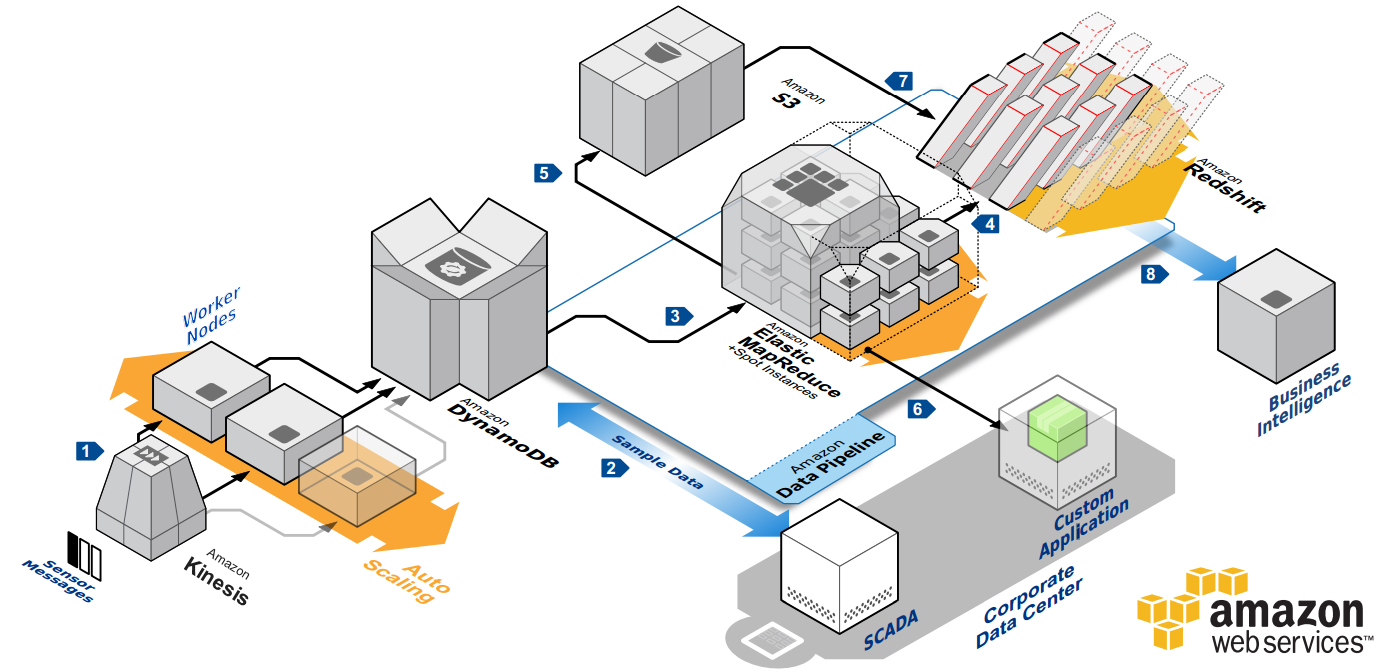 7
Amazon
S3
5
Amazon
Redshift
4
8
Worker
Nodes
3
Amazon
Elastic
MapReduce
+Spot Instances
Business
Intelligence
Amazon
DynamoDB
6
1
2
Sample Data
Amazon
Data Pipeline
Custom
Application
Sensor
Messages
Amazon
Kinesis
Auto
Scaling
SCADA
Corporate
Data Center
amazon
web services™